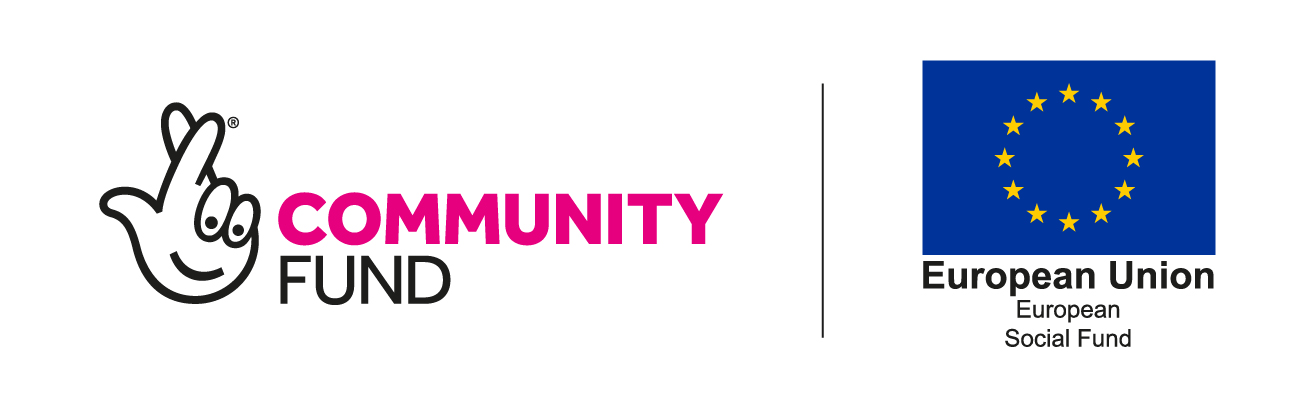 ®
COMMUNITY
FUND
European Union
European
Social Fund